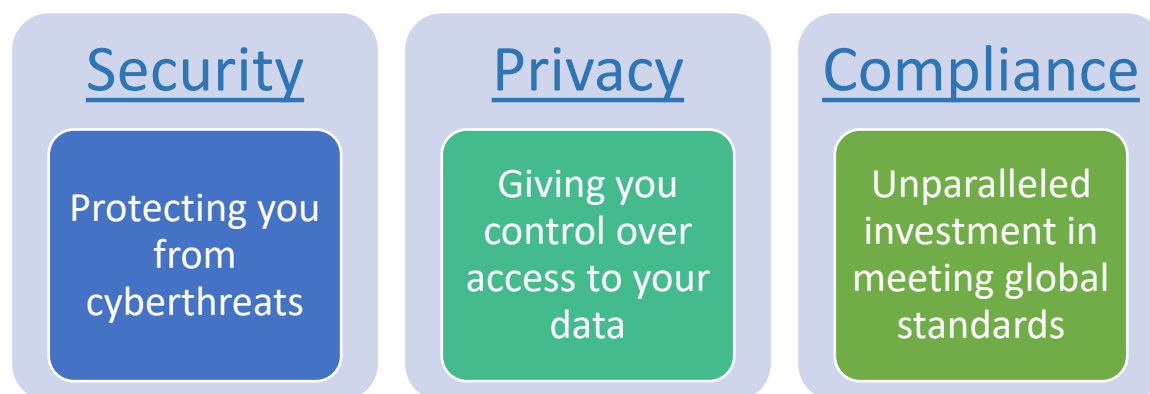 Security
Protecting you
from
cyberthreats
Privacy
Giving you
control over
access to your
data
Compliance
Unparalleled
investment in
meeting global
standards